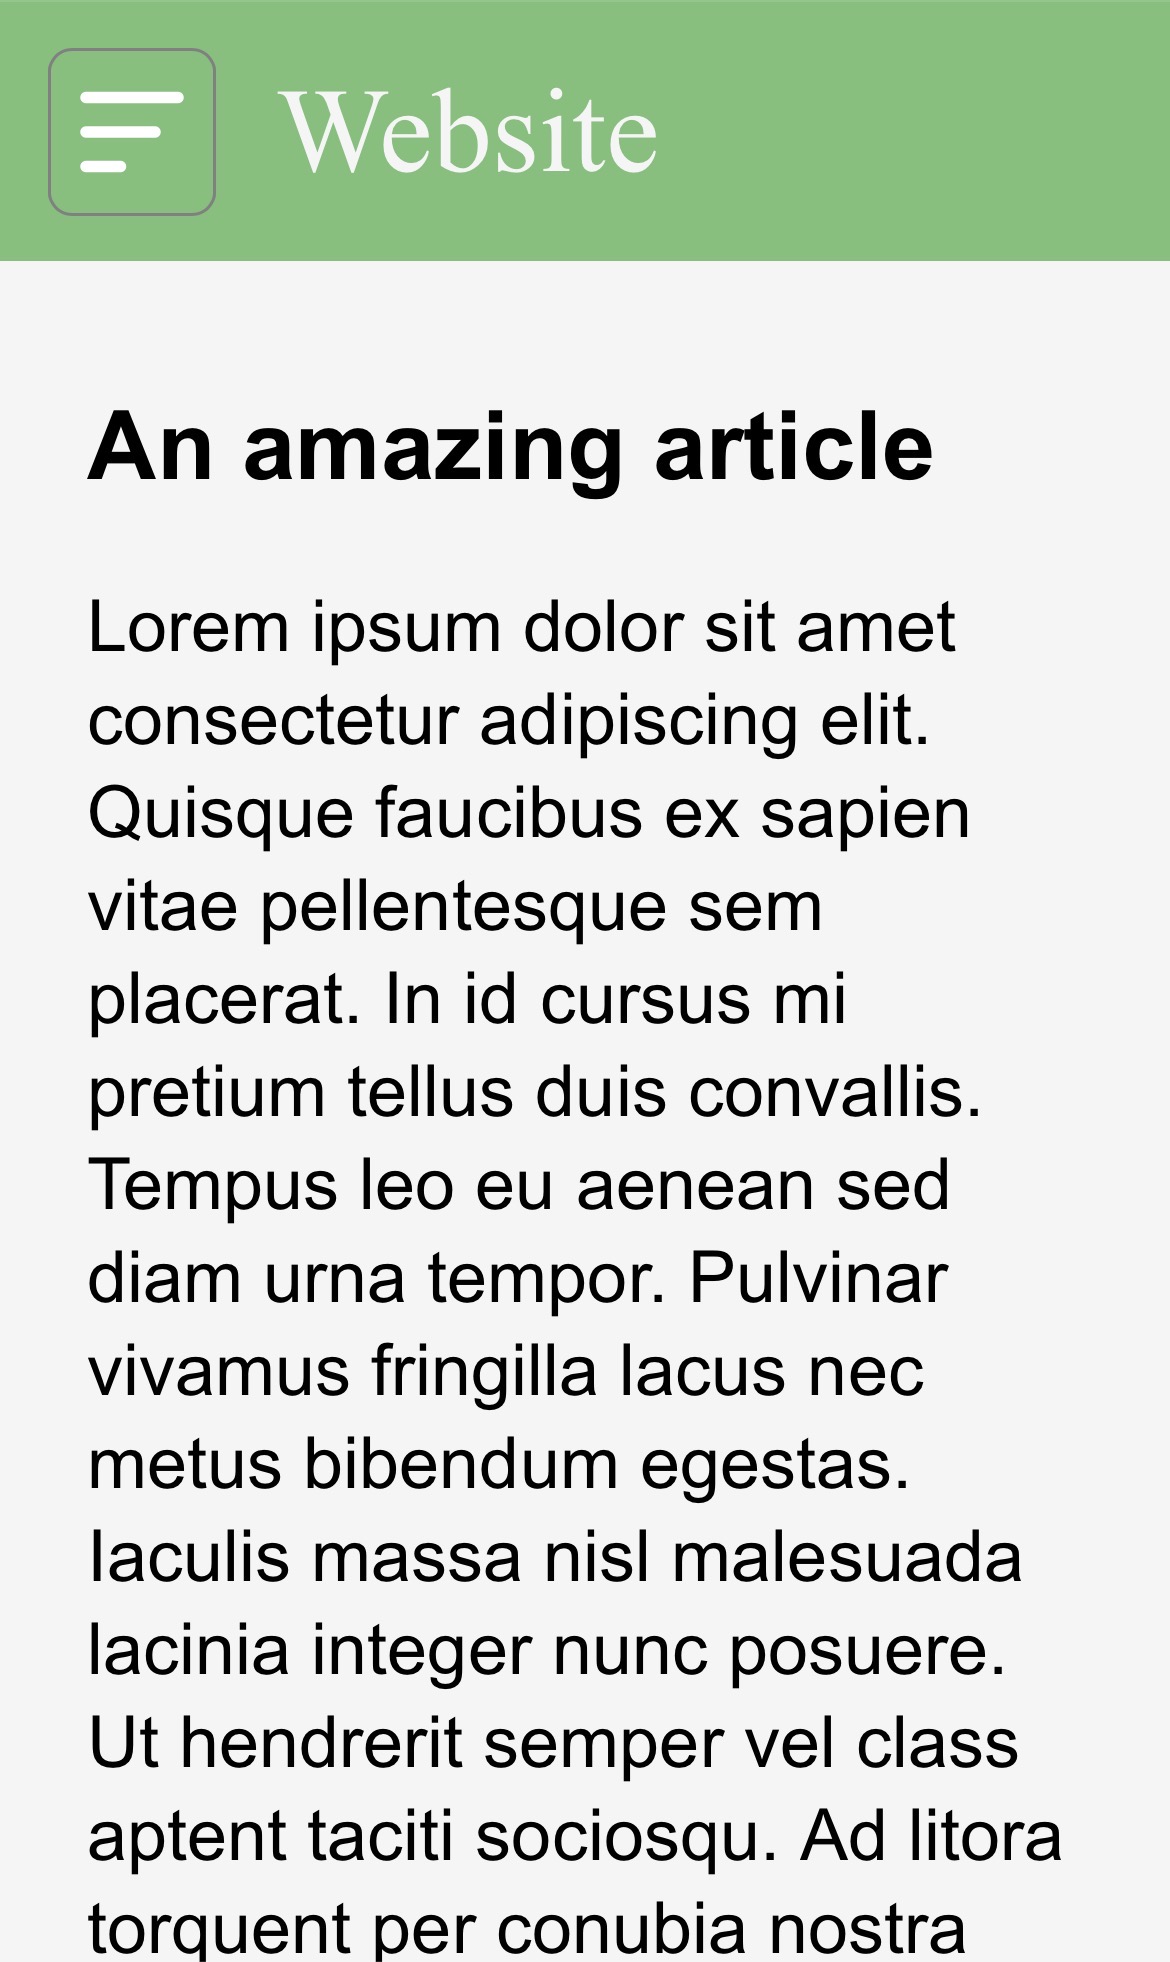 Website
An amazing article
Lorem ipsum dolor sit amet
consectetur adipiscing elit.
Quisque faucibus ex sapien
vitae pellentesque sem
placerat. In id cursus mi
pretium tellus duis convallis.
Tempus leo eu aenean sed
diam urna tempor. Pulvinar
vivamus fringilla lacus nec
metus bibendum egestas.
Iaculis massa nisl malesuada
lacinia integer nunc posuere.
Ut hendrerit semper vel class
aptent taciti sociosqu. Ad litora
torquent per conubia nostra